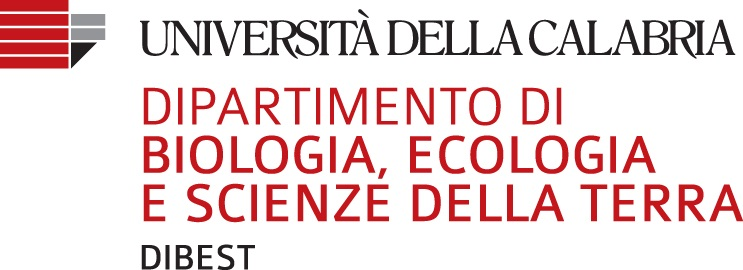 UNIVERSITÀ DELLA CALABRIA
DIPARTIMENTO DI
BIOLOGIA, ECOLOGIA
E SCIENZE DELLA TERRA
DIBEST